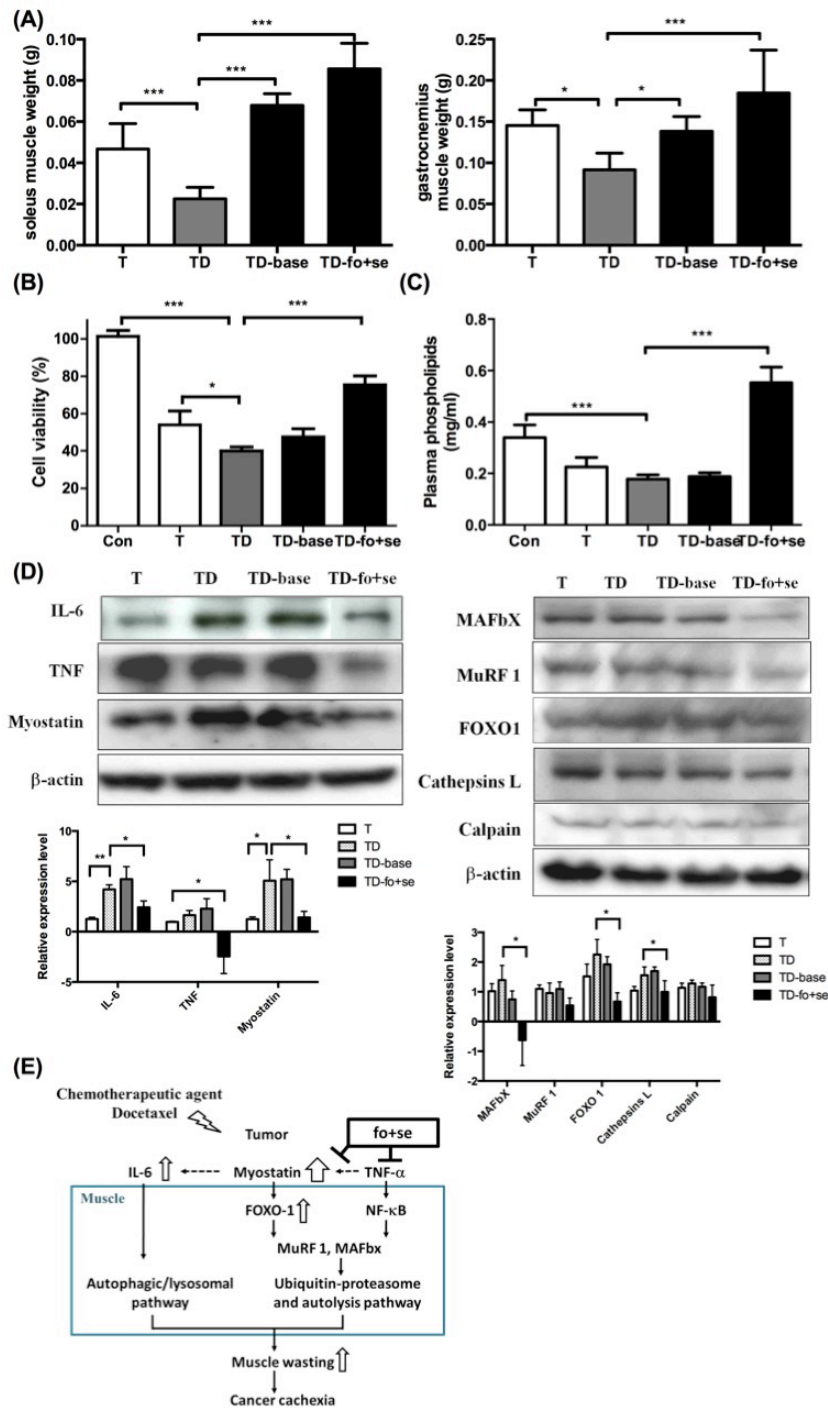 (A)
soleus muscle weight (g)
0.10
0.08
0.06
0.04
0.02
0.00
***
***
***
T
TD
TD-base
TD-fo+se
gastrocnemius
muscle weight (g)
0.25
0.20
0.15
0.10
0.05
0.00
***
*
*
T
TD
TD-base
TD-fo+se
(B)
Cell viability (%)
100
80
60
40
20
0
***
***
*
Con
T
TD
TD-base
TD-fo+se
(C)
Plasma phospholipids
(mg/ml)
0.8
0.6
0.4
0.2
0.0
***
***
Con
T
TD
TD-base
TD-fo+se
(D)
T TD TD-base TD-fo+se
IL-6
TNF
Myostatin
β-actin
Relative expression level
10
5
0
-5
**
*
*
*
*
IL-6
TNF
Myostatin
T
TD
TD-base
TD-fo+se
T TD TD-base TD-fo+se
MAFbX
MuRF 1
FOXO1
Cathepsins L
Calpain
β-actin
Relative expression level
3
2
1
0
-1
-2
*
*
*
MAFbX
MuRF 1
FOXO 1
Cathepsins L
Calpain
T
TD
TD-base
TD-fo+se
(E)
Chemotherapeutic agent
Docetaxel
Tumor
fo+se
IL-6
Myostatin
TNF-α
Muscle
FOXO-1
NF-κB
MuRF 1, MAFbx
Autophagic/lysosomal
pathway
Ubiquitin-proteasome
and autolysis pathway
Muscle wasting
Cancer cachexia